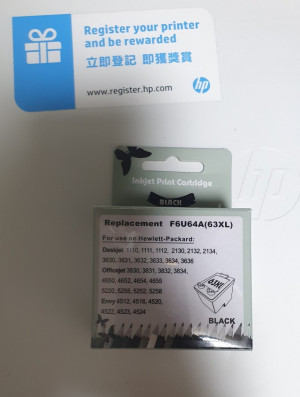 Register your printer
and be rewarded
立即登記 即獲獎賞
www.register.hp.com
hp
hp
Inkjet Print Cartridge
BLACK
Replacement F6U64A(63XL)
For use on Hewlett-Packard:
Deskjet 1110, 1111, 1112, 2130, 2132, 2134,
3630, 3631, 3632, 3633, 3634, 3636
Officejet 3830, 3831, 3832, 3834,
4650, 4652, 4654, 4655
5220, 5255, 5252, 5258
Envy 4512, 4516, 4520,
4522, 4523, 4524
63XL
BLACK